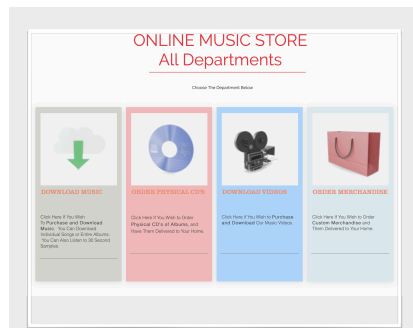 ONLINE MUSIC STORE
All Departments
Choose The Department Below
DOWNLOAD MUSIC
Click Here If You Wish
To Purchase and Download
Music. You Can Download
Individual Songs or Entire Albums.
You Can Also Listen to 30 Second
Samples.
ORDER PHYSICAL CD'S
Click Here If You Wish to Order
Physical CD's of Albums, and
Have Them Delivered to Your Home.
DOWNLOAD VIDEOS
Click Here If You Wish to Purchase
and Download Our Music Videos.
ORDER MERCHANDISE
Click Here If You Wish to Order
Custom Merchandise and
Them Delivered to Your Home.